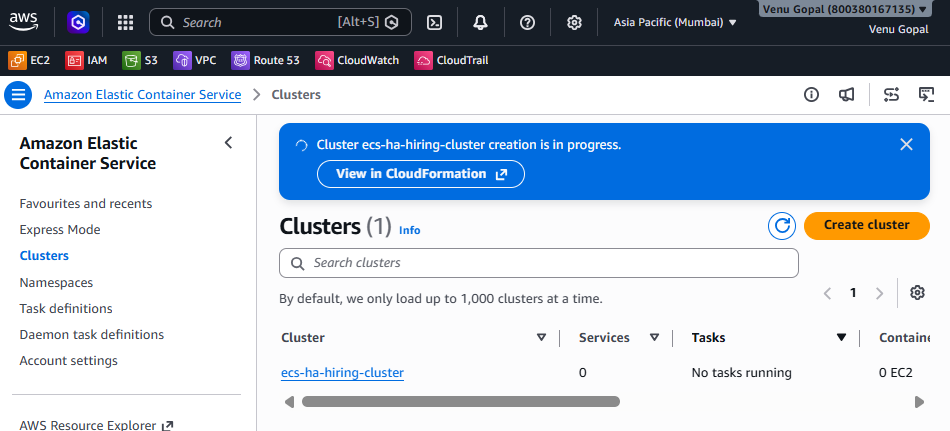 aws
Search [Alt+S]
Asia Pacific (Mumbai)
Venu Gopal (800380167135)
Venu Gopal
EC2 IAM S3 VPC Route 53 CloudWatch CloudTrail
Amazon Elastic Container Service > Clusters
Amazon Elastic
Container Service
Favourites and recents
Express Mode
Clusters
Namespaces
Task definitions
Daemon task definitions
Account settings
AWS Resource Explorer
Cluster ecs-ha-hiring-cluster creation is in progress.
View in CloudFormation
Clusters (1) Info
Create cluster
Search clusters
By default, we only load up to 1,000 clusters at a time.
1
Cluster Services Tasks Containe
ecs-ha-hiring-cluster 0 No tasks running 0 EC2